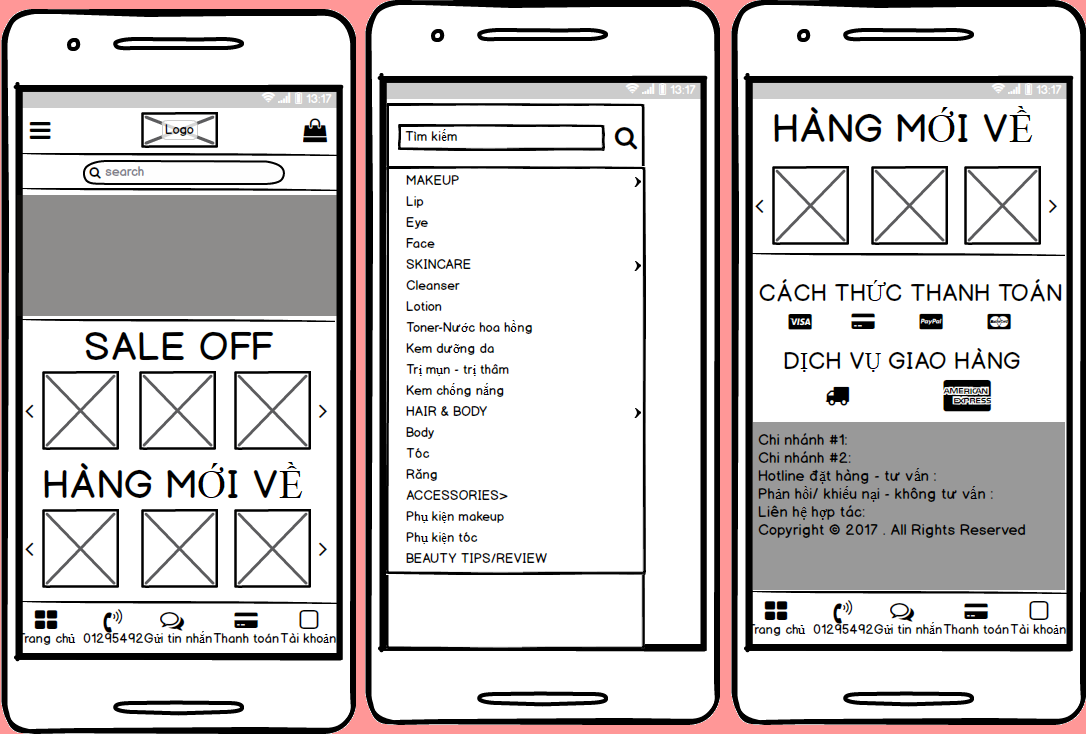 13:17
Logo
search
SALE OFF
HÀNG MỚI VỀ
Trang chủ 01295492 Gửi tin nhắn Thanh toán Tài khoản
13:17
Tìm kiếm
MAKEUP
Lip
Eye
Face
SKINCARE
Cleanser
Lotion
Toner-Nước hoa hồng
Kem dưỡng da
Trị mụn - trị thâm
Kem chống nắng
HAIR & BODY
Body
Tóc
Răng
ACCESSORIES>
Phụ kiện makeup
Phụ kiện tóc
BEAUTY TIPS/REVIEW
13:17
HÀNG MỚI VỀ
CÁCH THỨC THANH TOÁN
VISA PayPal
DỊCH VỤ GIAO HÀNG
AMERICAN
EXPRESS
Chi nhánh #1:
Chi nhánh #2:
Hotline đặt hàng - tư vấn :
Phản hồi/ khiếu nại - không tư vấn :
Liên hệ hợp tác:
Copyright © 2017 . All Rights Reserved
Trang chủ 01295492 Gửi tin nhắn Thanh toán Tài khoản